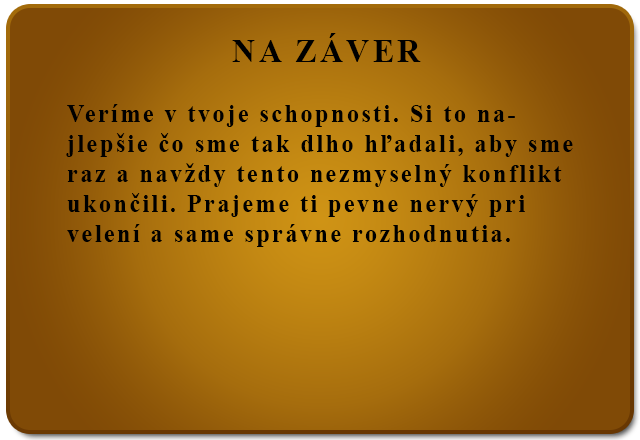 NA ZÁVER
Veríme v tvoje schopnosti. Si to na-
jlepšie čo sme tak dlho hľadali, aby sme
raz a navždy tento nezmyselný konflikt
ukončili. Prajeme ti pevne nervý pri
velení a same správne rozhodnutia.